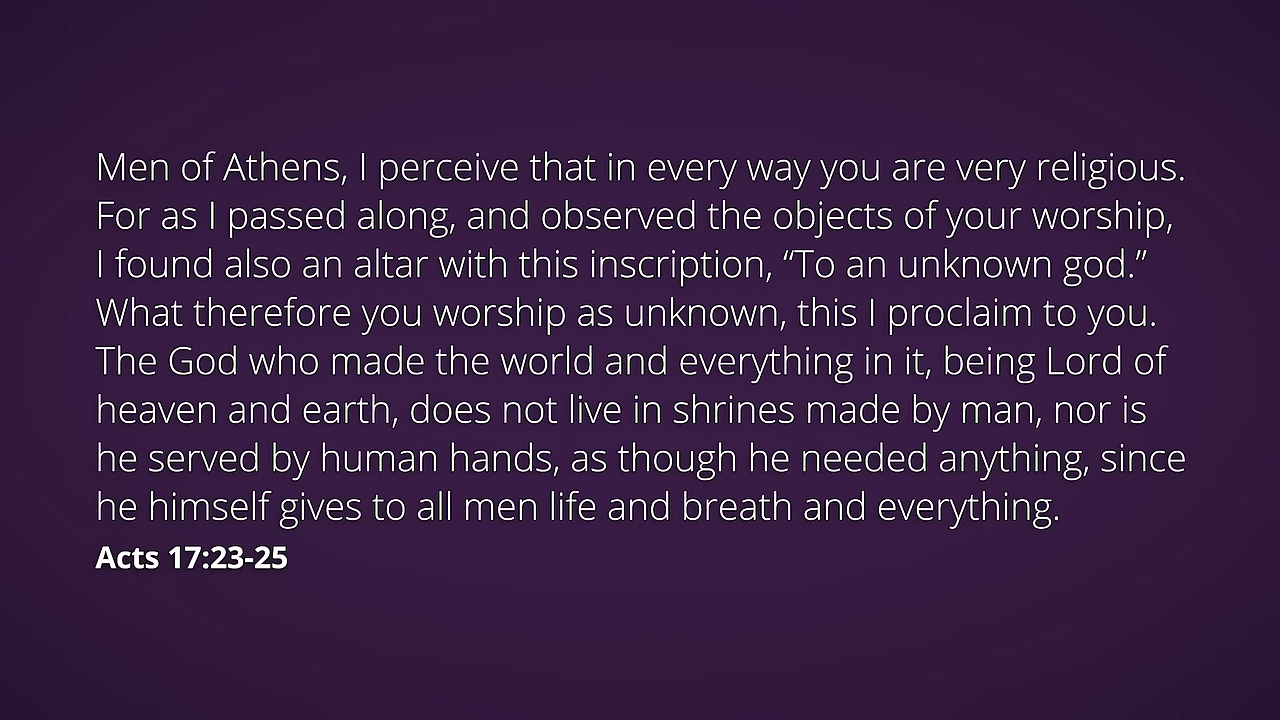 Men of Athens, I perceive that in every way you are very religious.
For as I passed along, and observed the objects of your worship,
I found also an altar with this inscription, “To an unknown god.”
What therefore you worship as unknown, this I proclaim to you.
The God who made the world and everything in it, being Lord of
heaven and earth, does not live in shrines made by man, nor is
he served by human hands, as though he needed anything, since
he himself gives to all men life and breath and everything.
Acts 17:23-25